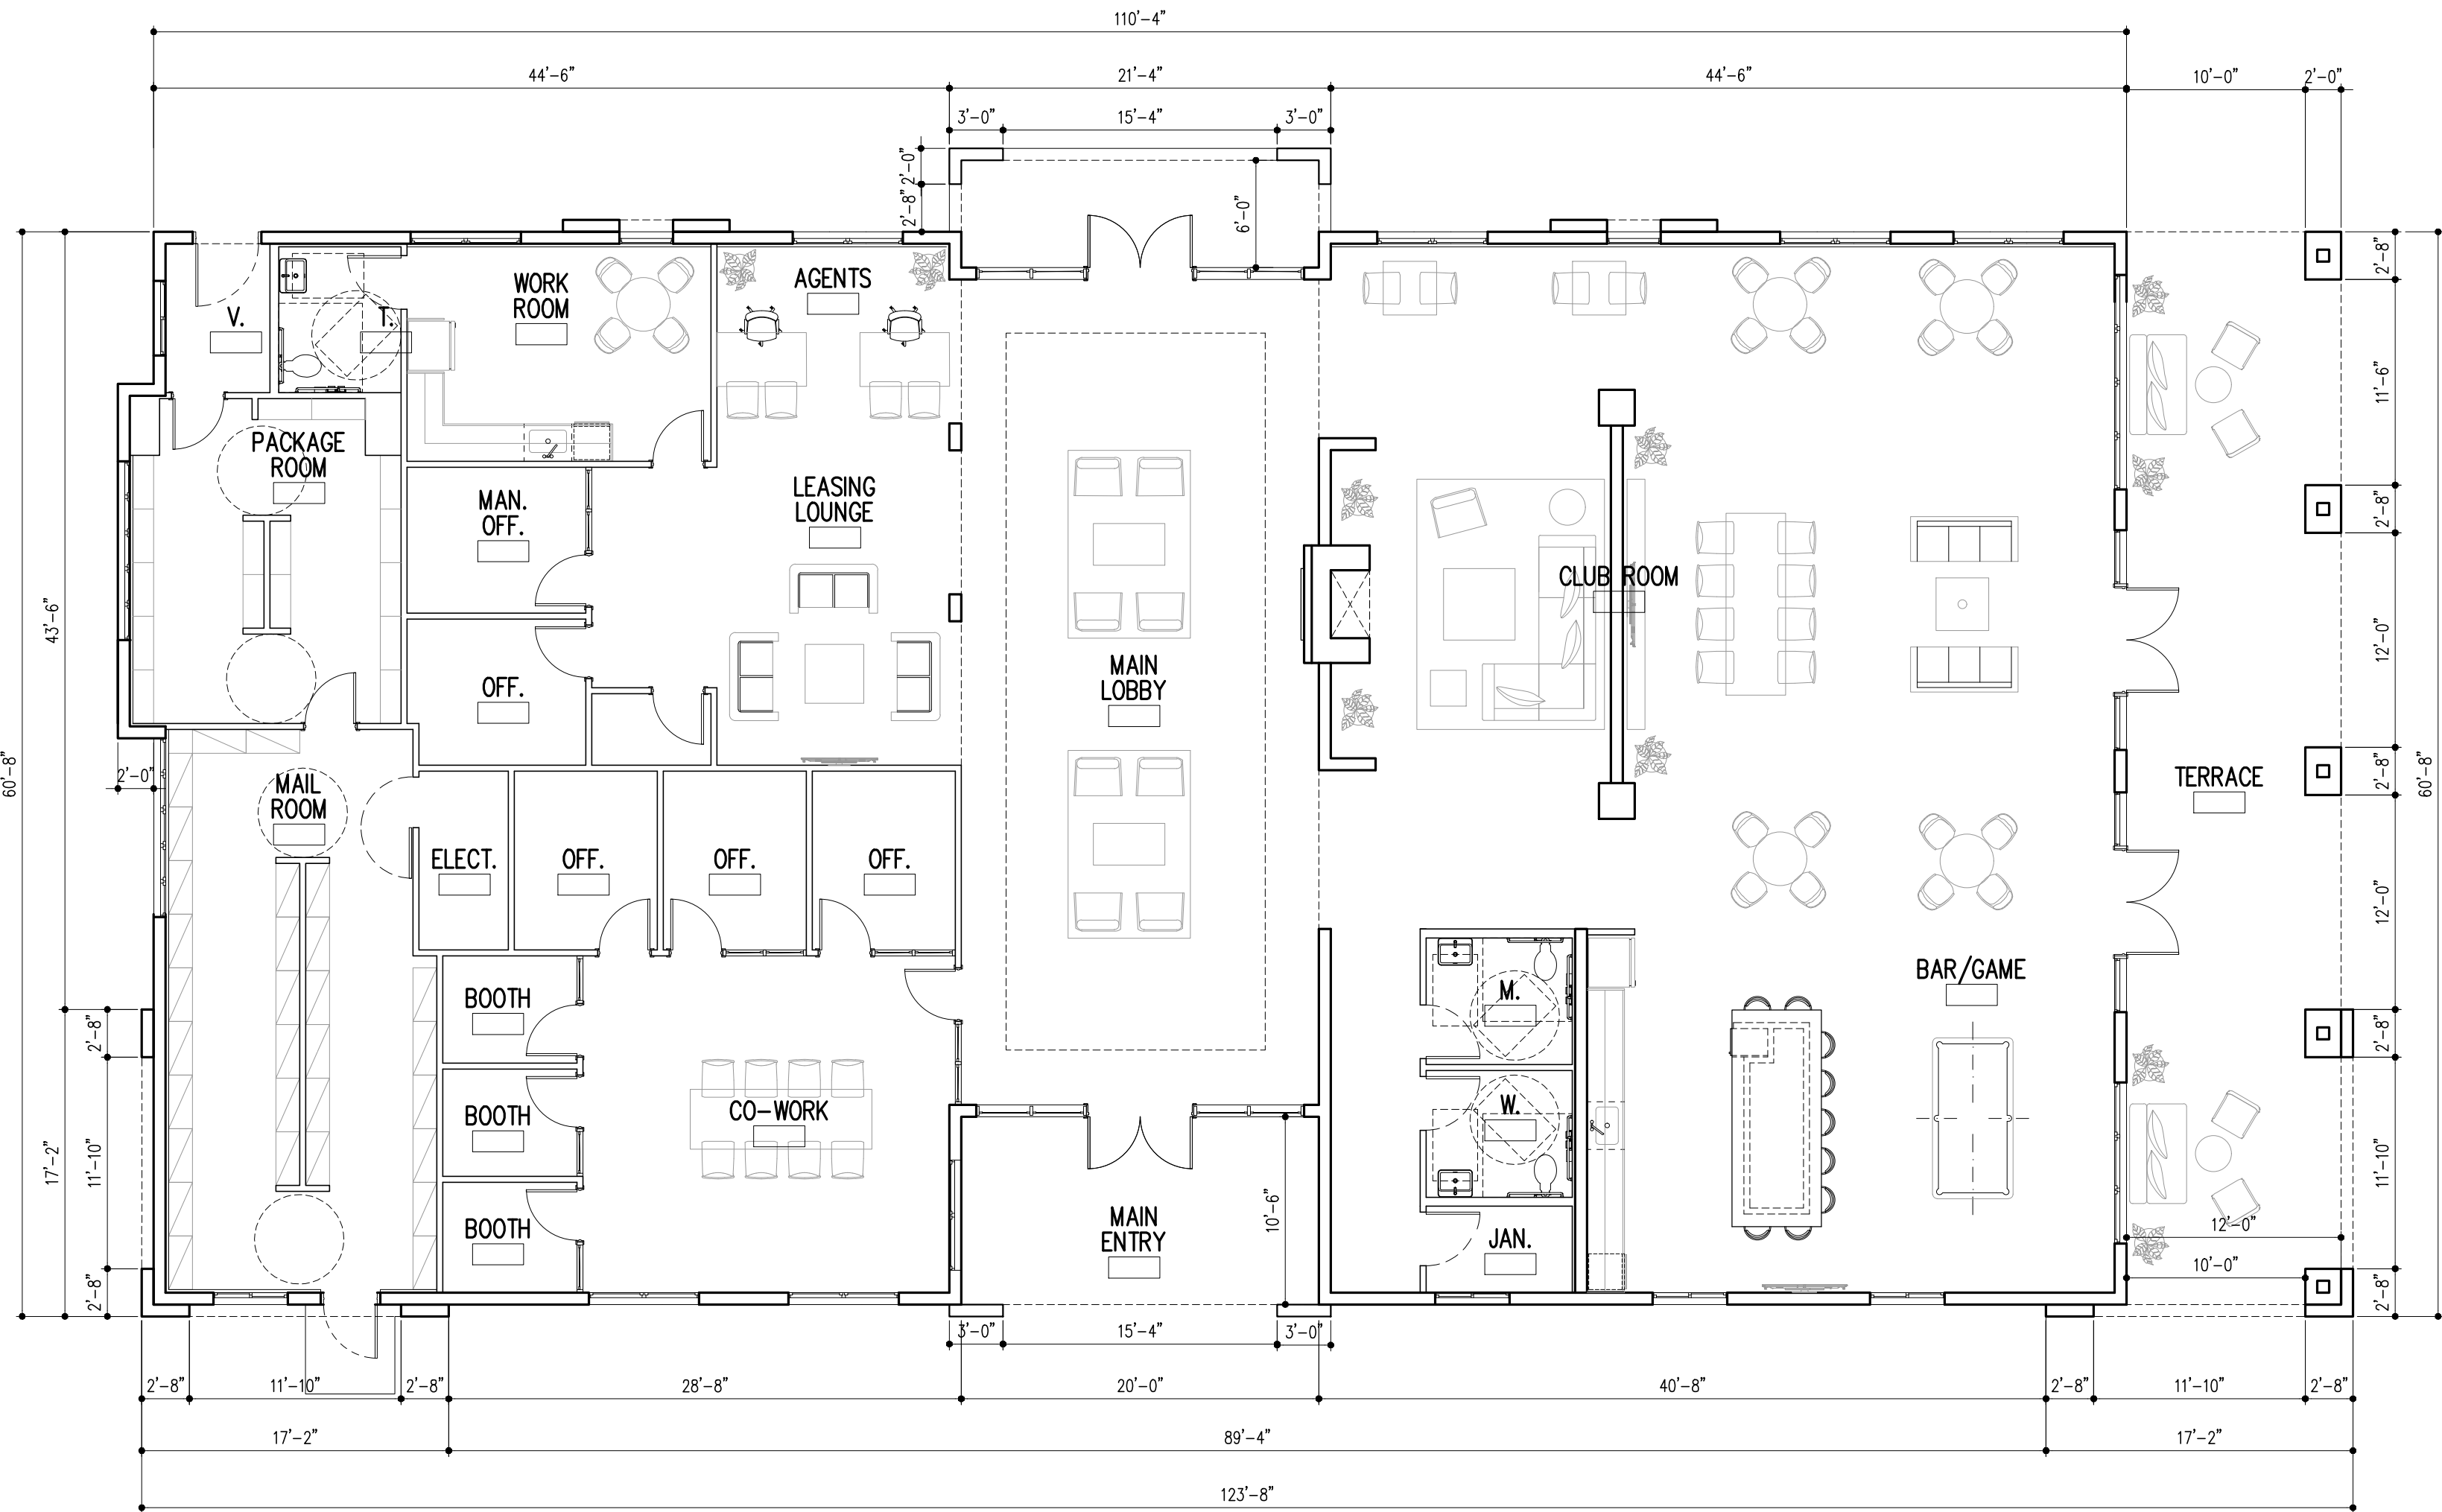 110'-4"
44'-6"
21'-4"
44'-6"
10'-0"
2'-0"
3'-0"
15'-4"
3'-0"
2'-0"
2'-8"
6'-0"
2'-8"
WORK
ROOM
AGENTS
V.
T.
11'-6"
PACKAGE
ROOM
MAN.
OFF.
LEASING
LOUNGE
2'-8"
CLUB ROOM
43'-6"
12'-0"
OFF.
MAIN
LOBBY
60'-8"
2'-0"
MAIL
ROOM
TERRACE
2'-8"
60'-8"
ELECT.
OFF.
OFF.
OFF.
12'-0"
BOOTH
M.
BAR/GAME
2'-8"
2'-8"
BOOTH
CO-WORK
W.
17'-2"
11'-10"
11'-10"
BOOTH
MAIN
ENTRY
10'-6"
JAN.
12'-0"
10'-0"
2'-8"
2'-8"
3'-0"
15'-4"
3'-0"
2'-8"
11'-10"
2'-8"
28'-8"
20'-0"
40'-8"
2'-8"
11'-10"
2'-8"
17'-2"
89'-4"
17'-2"
123'-8"